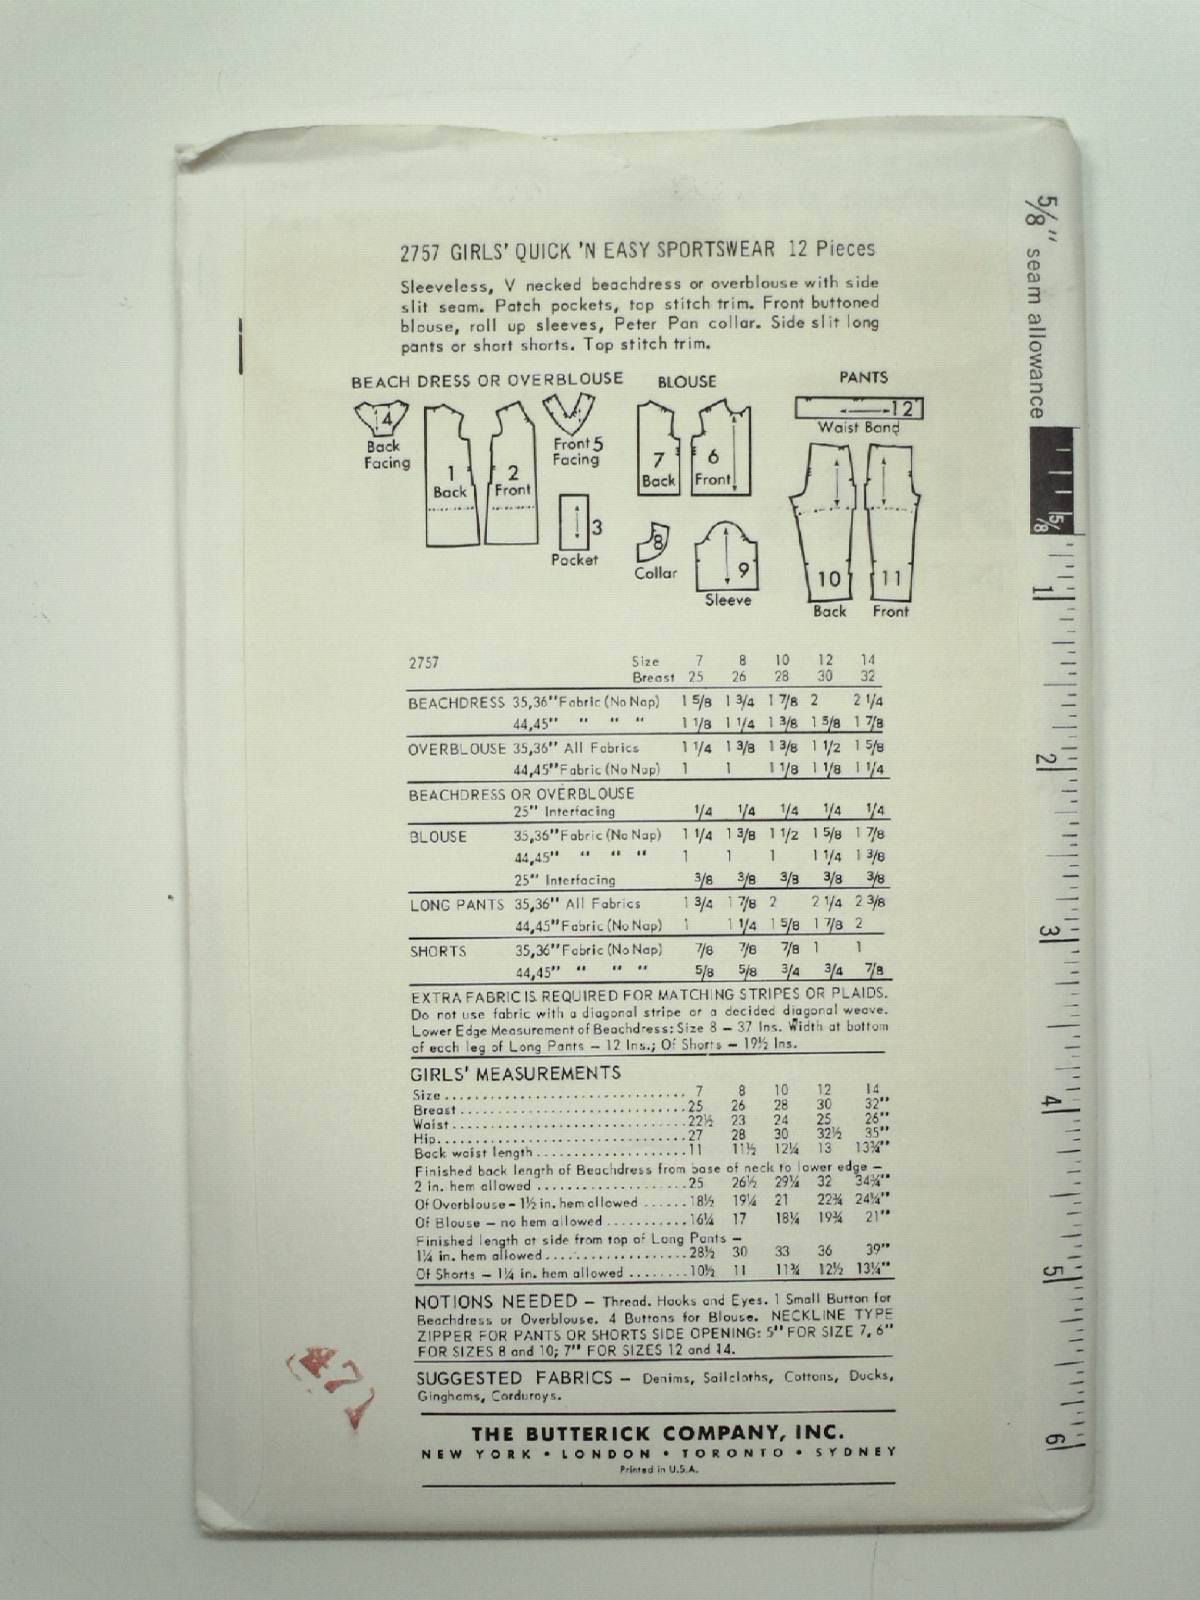 2757 GIRLS' QUICK 'N EASY SPORTSWEAR 12 Pieces
Sleeveless, V necked beachdress or overblouse with side
slit seam. Patch pockets, top stitch trim. Front buttoned
blouse, roll up sleeves, Peter Pan collar. Side slit long
pants or short shorts. Top stitch trim.
BEACH DRESS OR OVERBLOUSE
4
Back
Facing
1
Back
2
Front
Front 5
Facing
3
Pocket
BLOUSE
7
Back
6
Front
8
Collar
9
Sleeve
PANTS
12
Waist Band
10
Back
11
Front
2757 Size 7 8 10 12 14
Breast 25 26 28 30 32
BEACHDRESS 35,36" Fabric (No Nap) 1 5/8 1 3/4 1 7/8 2 2 1/4
44,45" " " " 1 1/8 1 1/4 1 3/8 1 5/8 1 7/8
OVERBLOUSE 35,36" All Fabrics 1 1/4 1 3/8 1 3/8 1 1/2 1 5/8
44,45" Fabric (No Nap) 1 1 1 1/8 1 1/8 1 1/4
BEACHDRESS OR OVERBLOUSE
25" Interfacing 1/4 1/4 1/4 1/4 1/4
BLOUSE 35,36" Fabric (No Nap) 1 1/4 1 3/8 1 1/2 1 5/8 1 7/8
44,45" " " " 1 1 1 1 1/4 1 3/8
25" Interfacing 3/8 3/8 3/8 3/8 3/8
LONG PANTS 35,36" All Fabrics 1 3/4 1 7/8 2 2 1/4 2 3/8
44,45" Fabric (No Nap) 1 1 1/4 1 5/8 1 7/8 2
SHORTS 35,36" Fabric (No Nap) 7/8 7/8 7/8 1 1
44,45" " " " 5/8 5/8 3/4 3/4 7/8
EXTRA FABRIC IS REQUIRED FOR MATCHING STRIPES OR PLAIDS.
Do not use fabric with a diagonal stripe or a decided diagonal weave.
Lower Edge Measurement of Beachdress: Size 8 – 37 Ins. Width at bottom
of each leg of Long Pants – 12 Ins.; Of Shorts – 19½ Ins.
GIRLS' MEASUREMENTS
Size 7 8 10 12 14
Breast 25 26 28 30 32"
Waist 22½ 23 24 25 26"
Hip 27 28 30 32½ 35"
Back waist length 11 11½ 12¼ 13 13¾"
Finished back length of Beachdress from base of neck to lower edge –
2 in. hem allowed 25 26½ 29¼ 32 34¾"
Of Overblouse – 1½ in. hem allowed 18½ 19¼ 21 22¾ 24¼"
Of Blouse – no hem allowed 16¼ 17 18¼ 19¾ 21"
Finished length at side from top of Long Pants –
1¼ in. hem allowed 28½ 30 33 36 39"
Of Shorts – 1¼ in. hem allowed 10½ 11 11¾ 12½ 13¼"
NOTIONS NEEDED – Thread. Hooks and Eyes. 1 Small Button for
Beachdress or Overblouse. 4 Buttons for Blouse. NECKLINE TYPE
ZIPPER FOR PANTS OR SHORTS SIDE OPENING: 5" FOR SIZE 7, 6"
FOR SIZES 8 and 10; 7" FOR SIZES 12 and 14.
SUGGESTED FABRICS – Denims, Sailcloths, Cottons, Ducks,
Ginghams, Corduroys.
THE BUTTERICK COMPANY, INC.
NEW YORK • LONDON • TORONTO • SYDNEY
Printed in U.S.A.
5/8" seam allowance
5/8
1
2
3
4
5
6